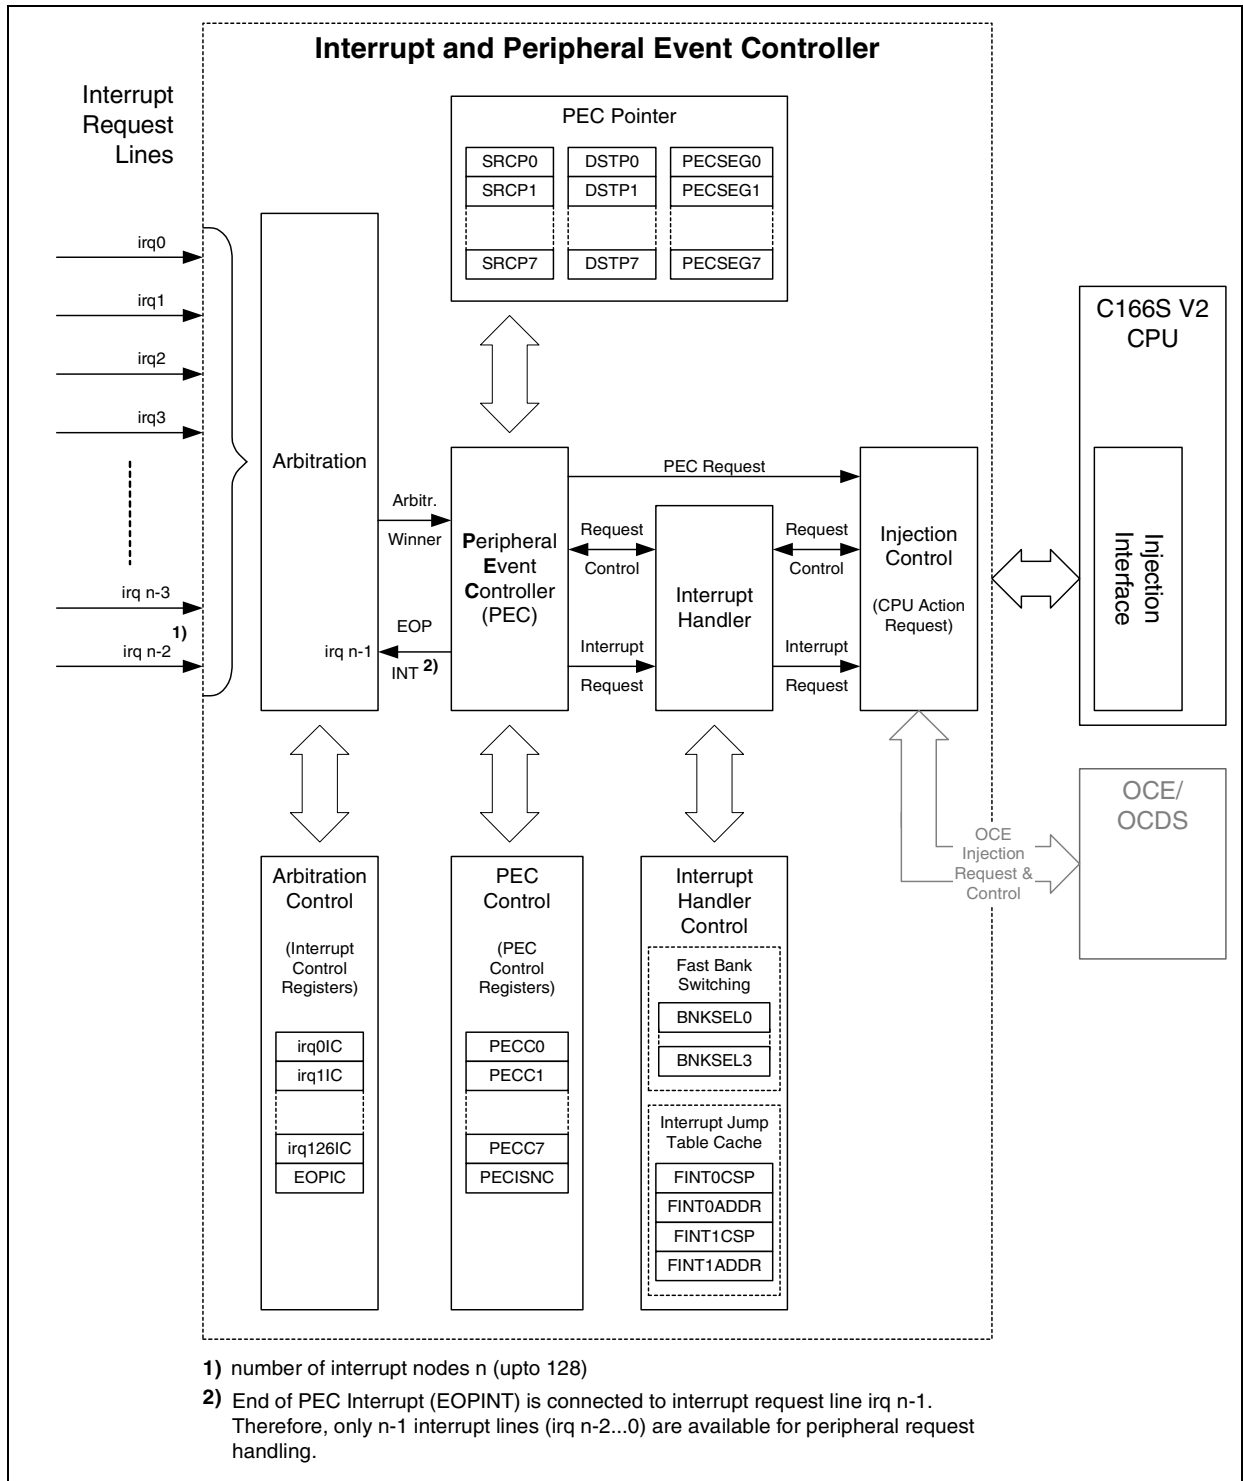 Interrupt and Peripheral Event Controller
Interrupt
Request
Lines
PEC Pointer
SRCP0 DSTP0 PECSEG0
SRCP1 DSTP1 PECSEG1
SRCP7 DSTP7 PECSEG7
irq0
irq1
irq2
irq3
irq n-3
1)
irq n-2
Arbitration
irq n-1
Arbitr.
Winner
EOP
INT 2)
Peripheral
Event
Controller
(PEC)
PEC Request
Request
Control
Interrupt
Request
Interrupt
Handler
Request
Control
Interrupt
Request
Injection
Control
(CPU Action
Request)
C166S V2
CPU
Injection
Interface
OCE/
OCDS
OCE
Injection
Request &
Control
Arbitration
Control
(Interrupt
Control
Registers)
irq0IC
irq1IC
irq126IC
EOPIC
PEC
Control
(PEC
Control
Registers)
PECC0
PECC1
PECC7
PECISNC
Interrupt
Handler
Control
Fast Bank
Switching
BNKSEL0
BNKSEL3
Interrupt Jump
Table Cache
FINT0CSP
FINT0ADDR
FINT1CSP
FINT1ADDR
1) number of interrupt nodes n (upto 128)
2) End of PEC Interrupt (EOPINT) is connected to interrupt request line irq n-1.
Therefore, only n-1 interrupt lines (irq n-2...0) are available for peripheral request
handling.